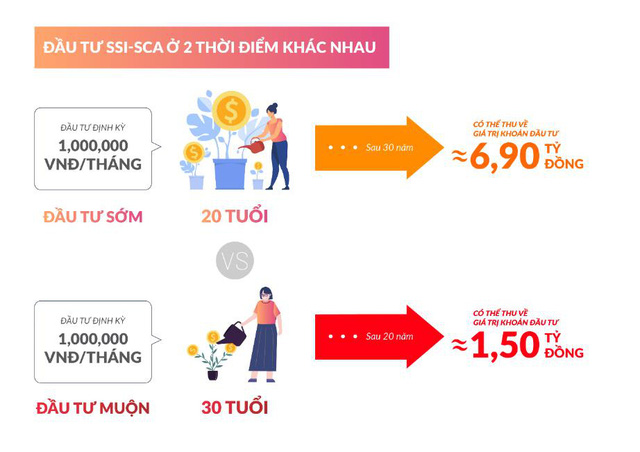 ĐẦU TƯ SSI-SCA Ở 2 THỜI ĐIỂM KHÁC NHAU
ĐẦU TƯ ĐỊNH KỲ
1,000,000
VNĐ/THÁNG
$
$
Sau 30 năm
CÓ THỂ THU VỀ
GIÁ TRỊ KHOẢN ĐẦU TƯ
≈6,90 TỶ
ĐỒNG
ĐẦU TƯ SỚM
20 TUỔI
VS
ĐẦU TƯ ĐỊNH KỲ
1,000,000
VNĐ/THÁNG
Sau 20 năm
CÓ THỂ THU VỀ
GIÁ TRỊ KHOẢN ĐẦU TƯ
≈1,50 TỶ
ĐỒNG
ĐẦU TƯ MUỘN
30 TUỔI